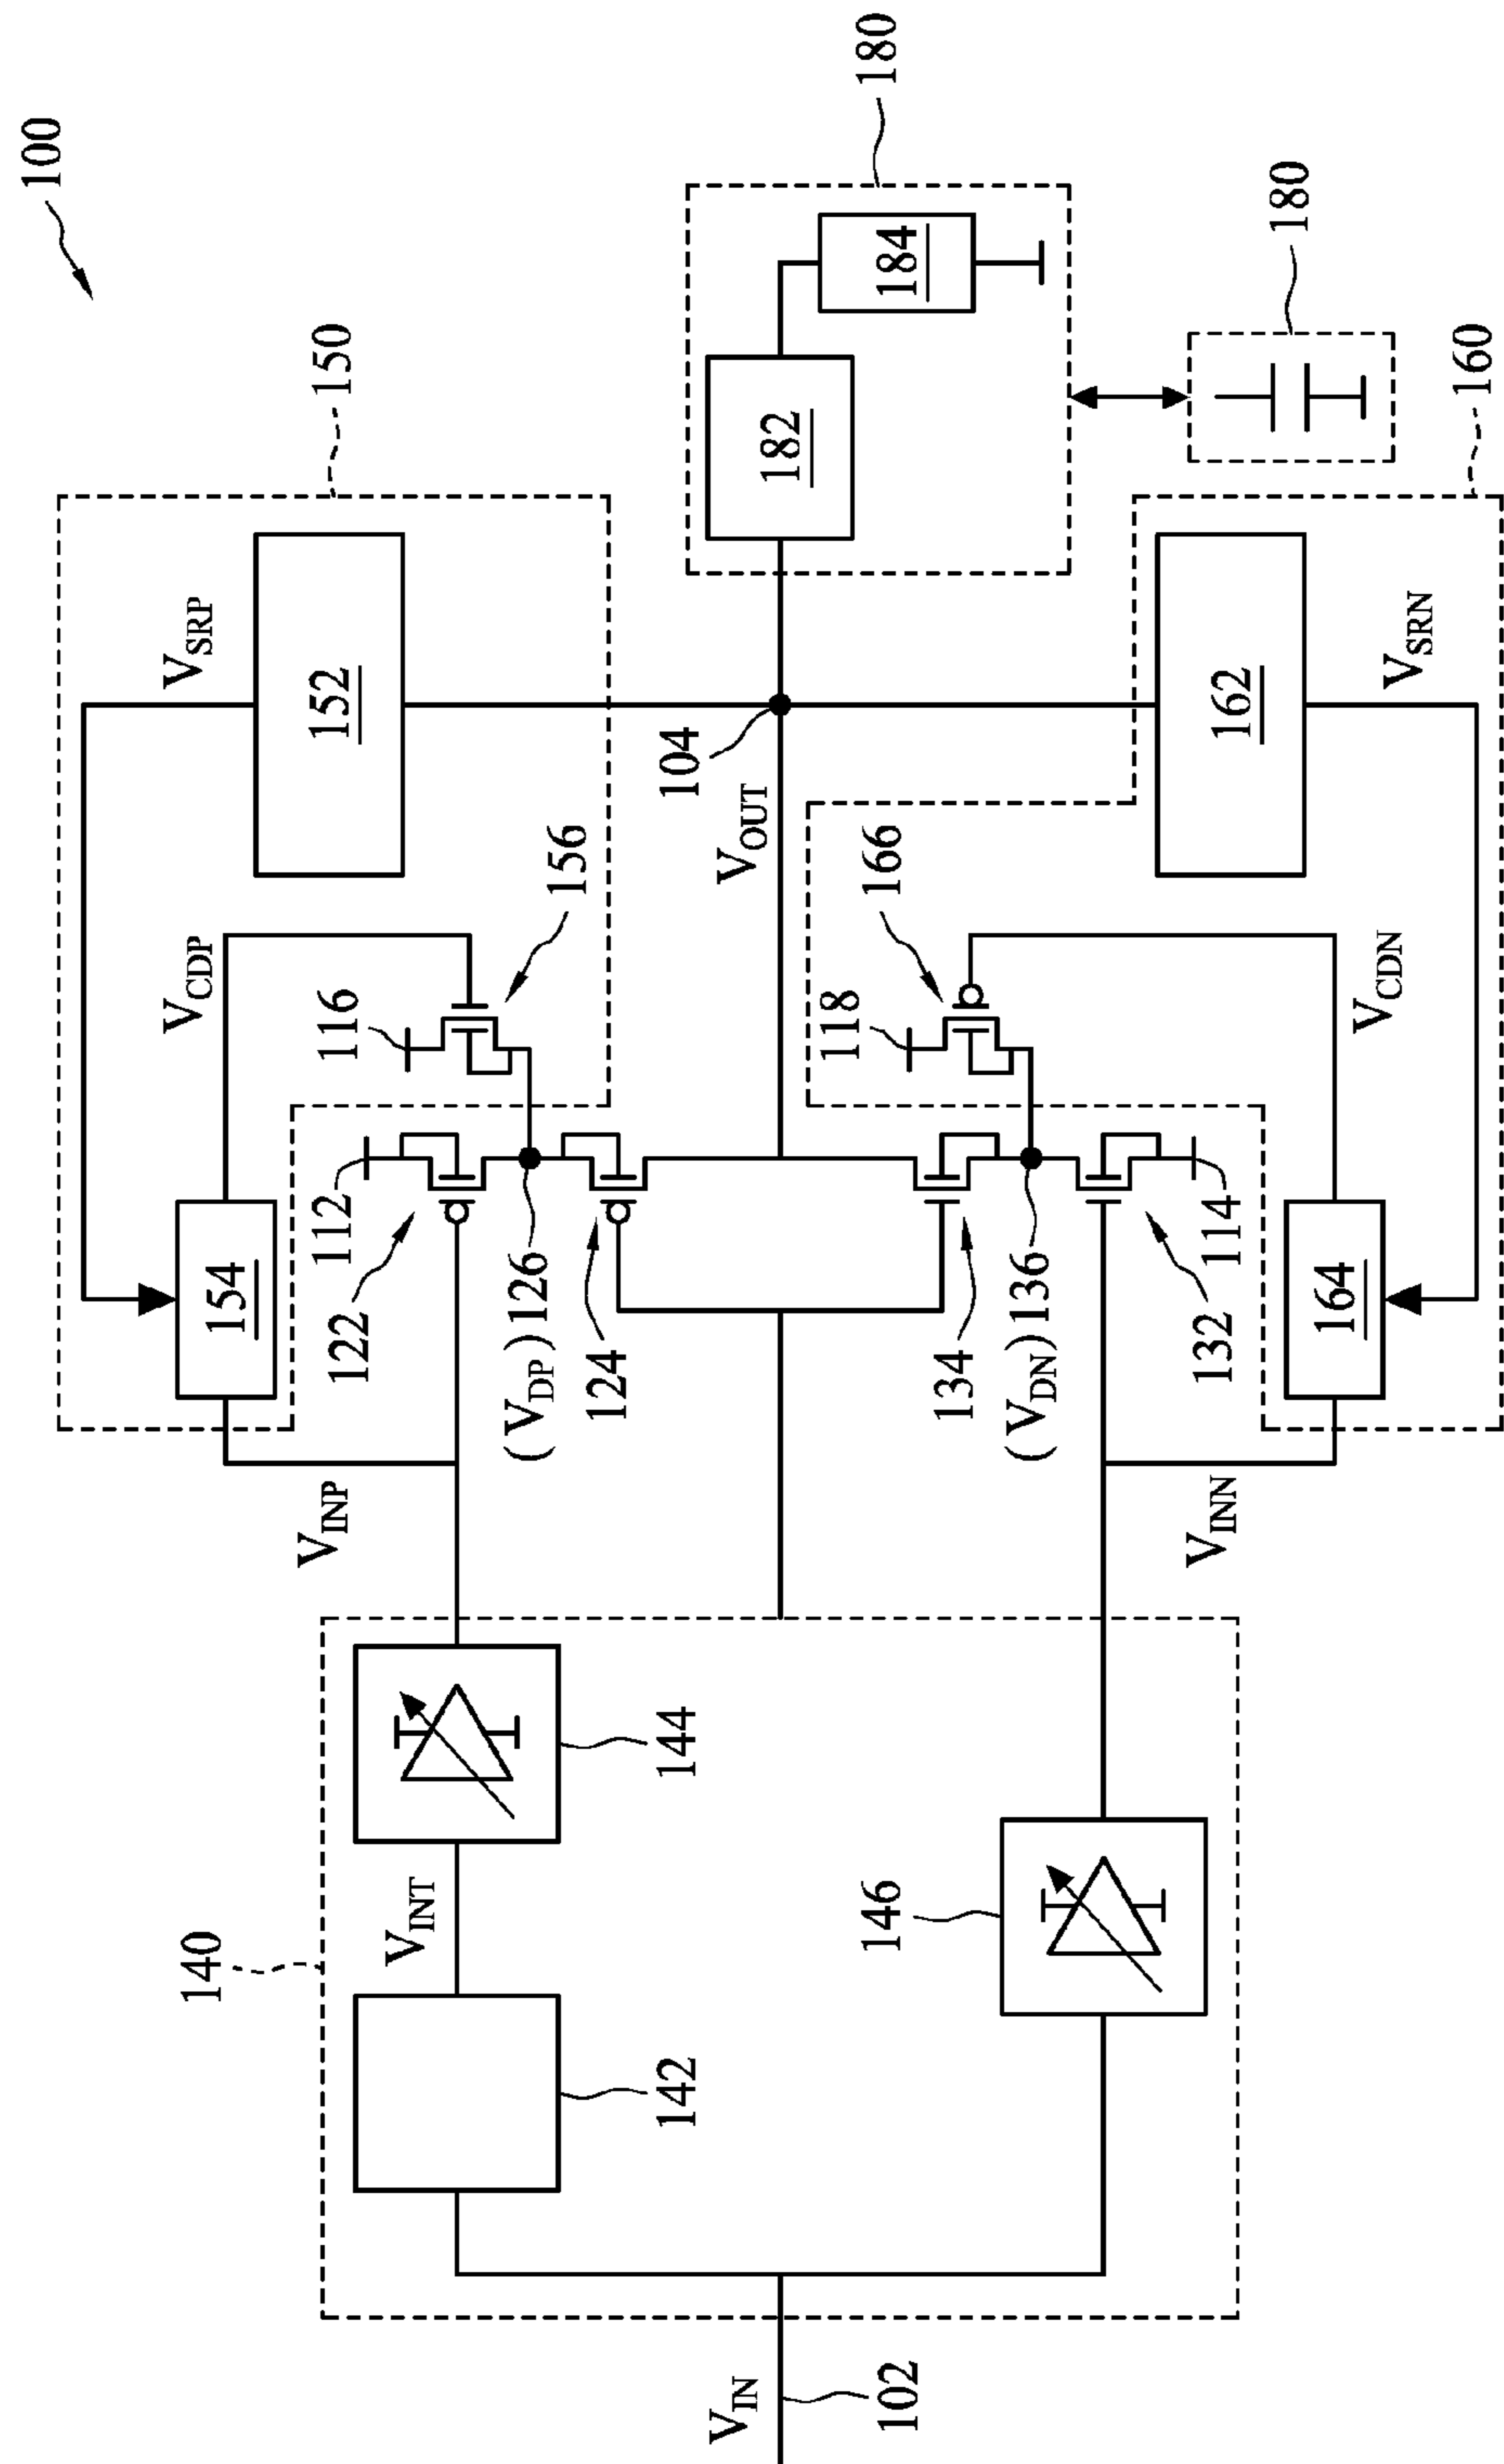 100
150
V_SRP
152
V_CDP
154
116
156
112
122
V_INP
(V_DP) 126
124
104
V_OUT
180
182
184
180
160
118
166
162
V_SRN
V_CDN
134
(V_DN) 136
132
114
164
V_INN
140
142
V_INT
144
146
V_IN
102